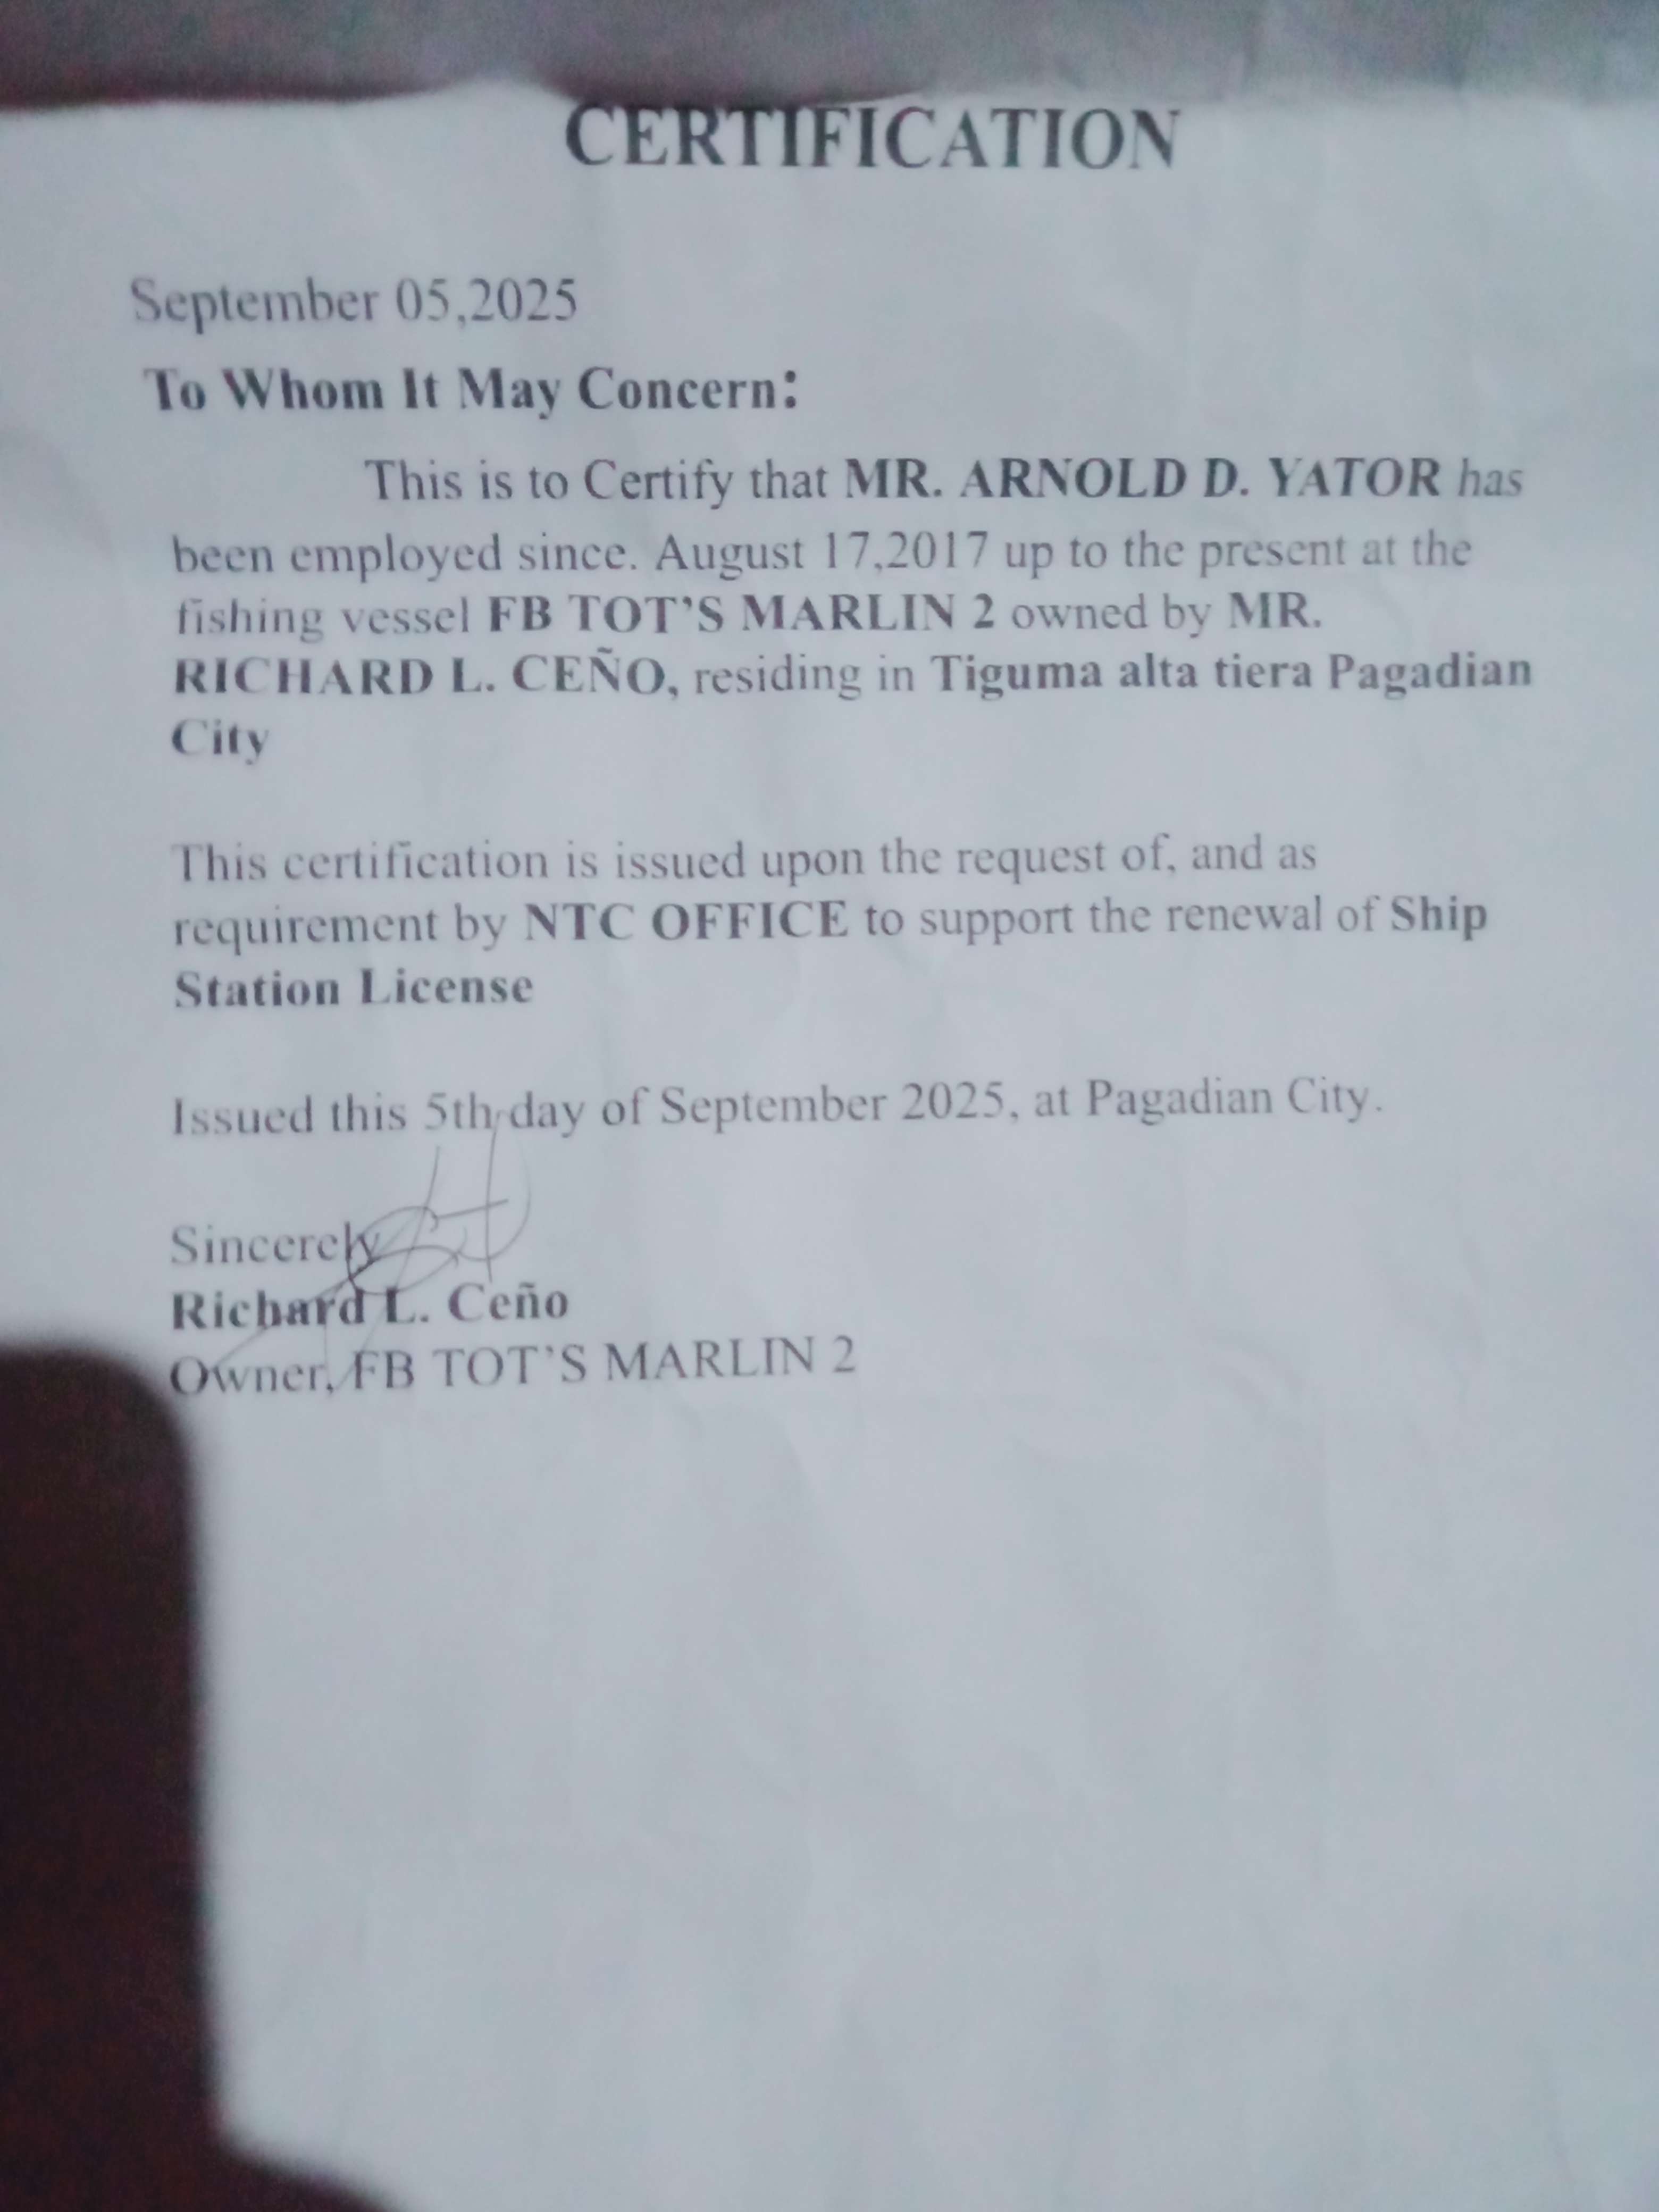 CERTIFICATION
September 05,2025
To Whom It May Concern:
This is to Certify that MR. ARNOLD D. YATOR has
been employed since. August 17,2017 up to the present at the
fishing vessel FB TOT'S MARLIN 2 owned by MR.
RICHARD L. CEÑO, residing in Tiguma alta tiera Pagadian
City
This certification is issued upon the request of, and as
requirement by NTC OFFICE to support the renewal of Ship
Station License
Issued this 5th day of September 2025, at Pagadian City.
Sincerely
Richard L. Ceño
Owner, FB TOT'S MARLIN 2